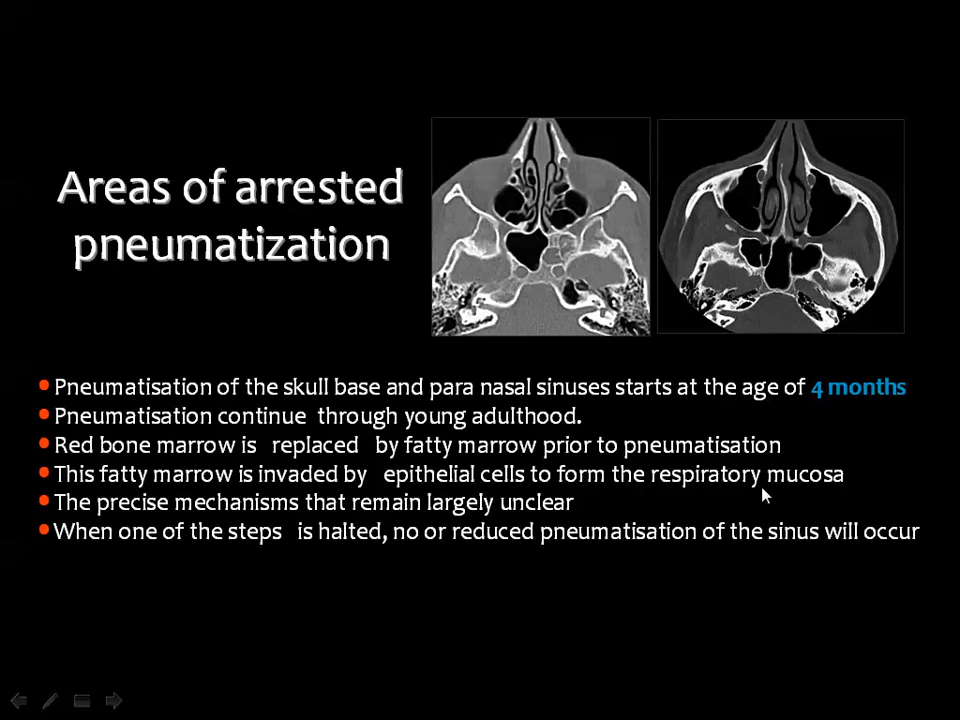 Areas of arrested
pneumatization
Pneumatisation of the skull base and para nasal sinuses starts at the age of 4 months
Pneumatisation continue through young adulthood.
Red bone marrow is replaced by fatty marrow prior to pneumatisation
This fatty marrow is invaded by epithelial cells to form the respiratory mucosa
The precise mechanisms that remain largely unclear
When one of the steps is halted, no or reduced pneumatisation of the sinus will occur